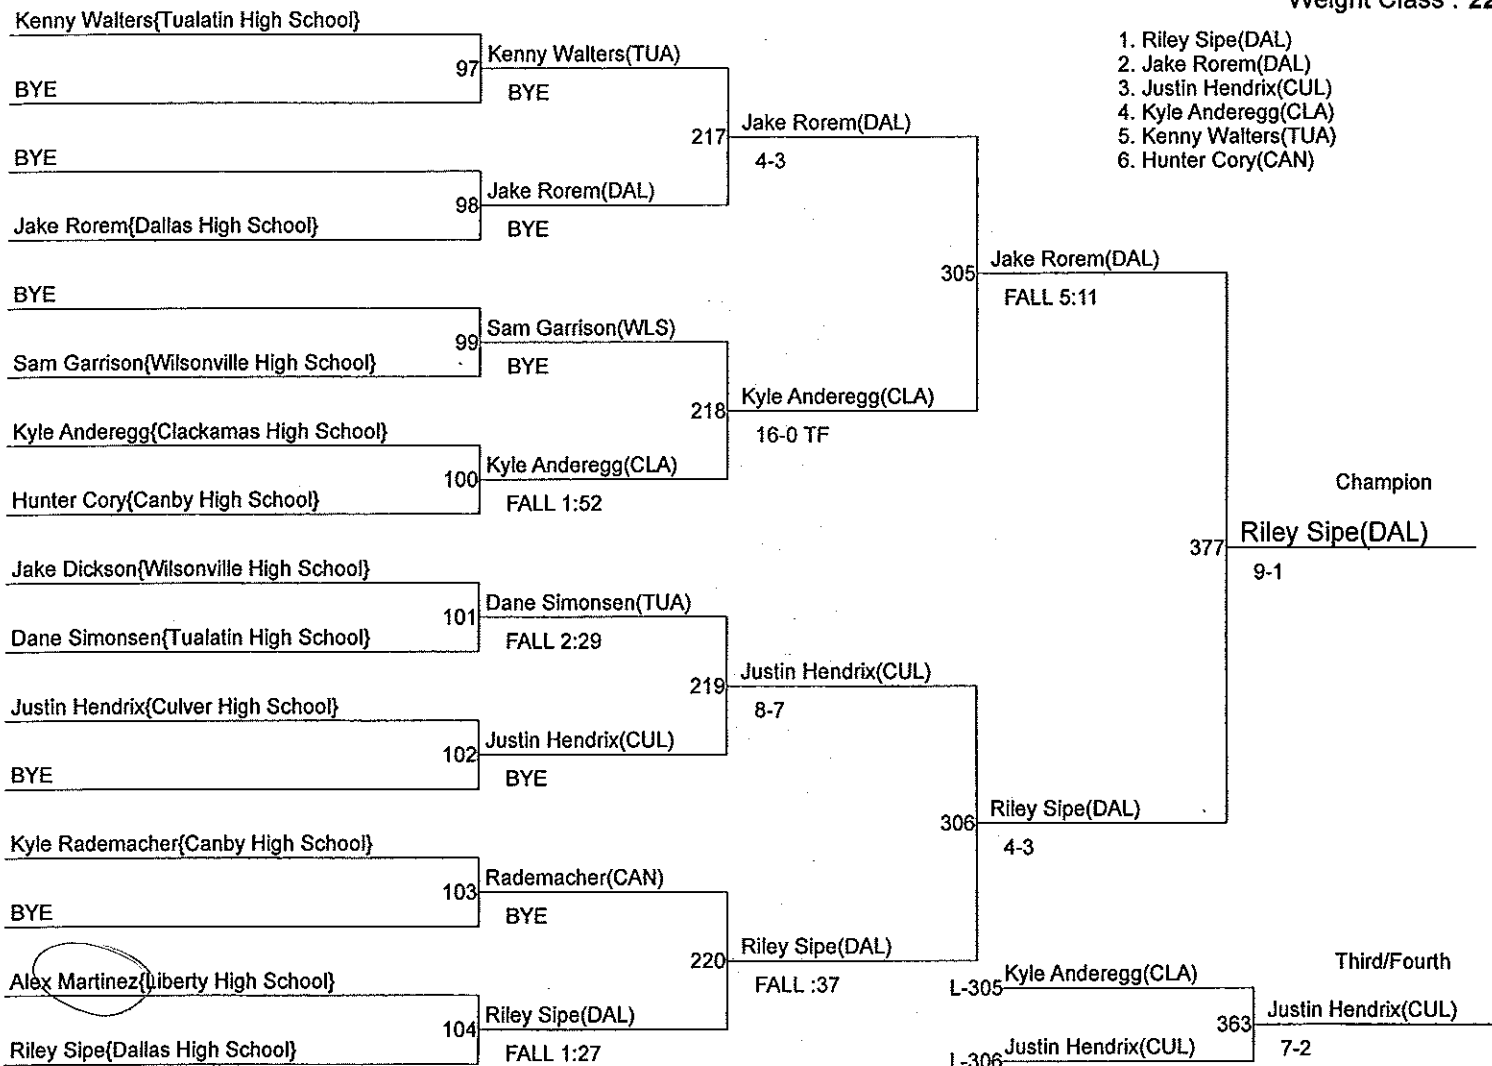 Weight Class : 22
1. Riley Sipe(DAL)
2. Jake Rorem(DAL)
3. Justin Hendrix(CUL)
4. Kyle Anderegg(CLA)
5. Kenny Walters(TUA)
6. Hunter Cory(CAN)
Kenny Walters{Tualatin High School}
97 Kenny Walters(TUA)
BYE
BYE
217 Jake Rorem(DAL)
4-3
BYE
98 Jake Rorem(DAL)
BYE
Jake Rorem{Dallas High School}
305 Jake Rorem(DAL)
FALL 5:11
BYE
99 Sam Garrison(WLS)
BYE
Sam Garrison{Wilsonville High School}
218 Kyle Anderegg(CLA)
16-0 TF
Kyle Anderegg{Clackamas High School}
100 Kyle Anderegg(CLA)
FALL 1:52
Hunter Cory{Canby High School}
Champion
377 Riley Sipe(DAL)
9-1
Jake Dickson{Wilsonville High School}
101 Dane Simonsen(TUA)
FALL 2:29
Dane Simonsen{Tualatin High School}
219 Justin Hendrix(CUL)
8-7
Justin Hendrix{Culver High School}
102 Justin Hendrix(CUL)
BYE
BYE
306 Riley Sipe(DAL)
4-3
Kyle Rademacher{Canby High School}
103 Rademacher(CAN)
BYE
BYE
220 Riley Sipe(DAL)
FALL :37
Alex Martinez{Liberty High School}
104 Riley Sipe(DAL)
FALL 1:27
Riley Sipe{Dallas High School}
Third/Fourth
L-305 Kyle Anderegg(CLA)
363 Justin Hendrix(CUL)
7-2
L-306 Justin Hendrix(CUL)